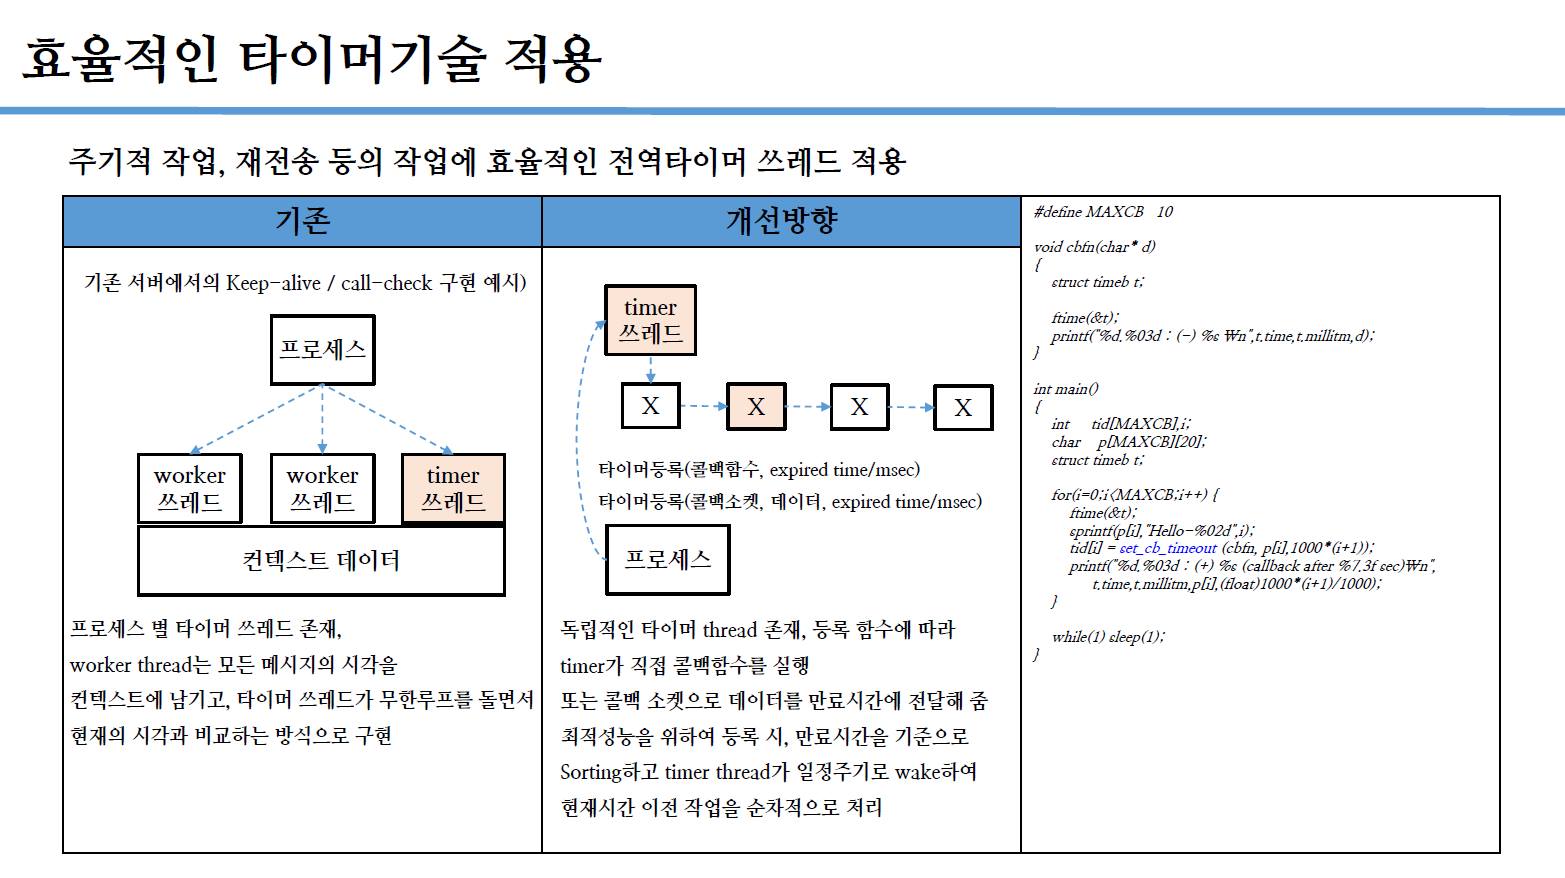 효율적인 타이머기술 적용
주기적 작업, 재전송 등의 작업에 효율적인 전역타이머 쓰레드 적용
기존
기존 서버에서의 Keep-alive / call-check 구현 예시)
프로세스
worker
쓰레드
worker
쓰레드
timer
쓰레드
컨텍스트 데이터
프로세스 별 타이머 쓰레드 존재,
worker thread는 모든 메시지의 시각을
컨텍스트에 남기고, 타이머 쓰레드가 무한루프를 돌면서
현재의 시각과 비교하는 방식으로 구현
개선방향
timer
쓰레드
X
X
X
X
타이머등록(콜백함수, expired time/msec)
타이머등록(콜백소켓, 데이터, expired time/msec)
프로세스
독립적인 타이머 thread 존재, 등록 함수에 따라
timer가 직접 콜백함수를 실행
또는 콜백 소켓으로 데이터를 만료시간에 전달해 줌
최적성능을 위하여 등록 시, 만료시간을 기준으로
Sorting하고 timer thread가 일정주기로 wake하여
현재시간 이전 작업을 순차적으로 처리
#define MAXCB   10
void cbfn(char* d)
{
struct timeb t;
ftime(&t);
printf("%d.%03d : (-) %s ₩n",t.time,t.millitm,d);
}
int main()
{
int     tid[MAXCB],i;
char    p[MAXCB][20];
struct timeb t;
for(i=0;i<MAXCB;i++) {
ftime(&t);
sprintf(p[i],"Hello-%02d",i);
tid[i] = set_cb_timeout (cbfn, p[i],1000*(i+1));
printf("%d.%03d : (+) %s (callback after %7.3f sec)₩n",
t.time,t.millitm,p[i],(float)1000*(i+1)/1000);
}
while(1) sleep(1);
}